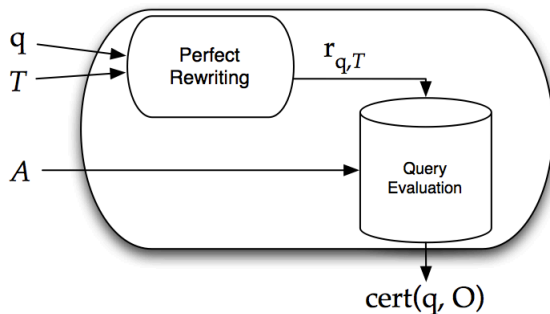 q
T
Perfect
Rewriting
r_{q,T}
A
Query
Evaluation
cert(q, O)